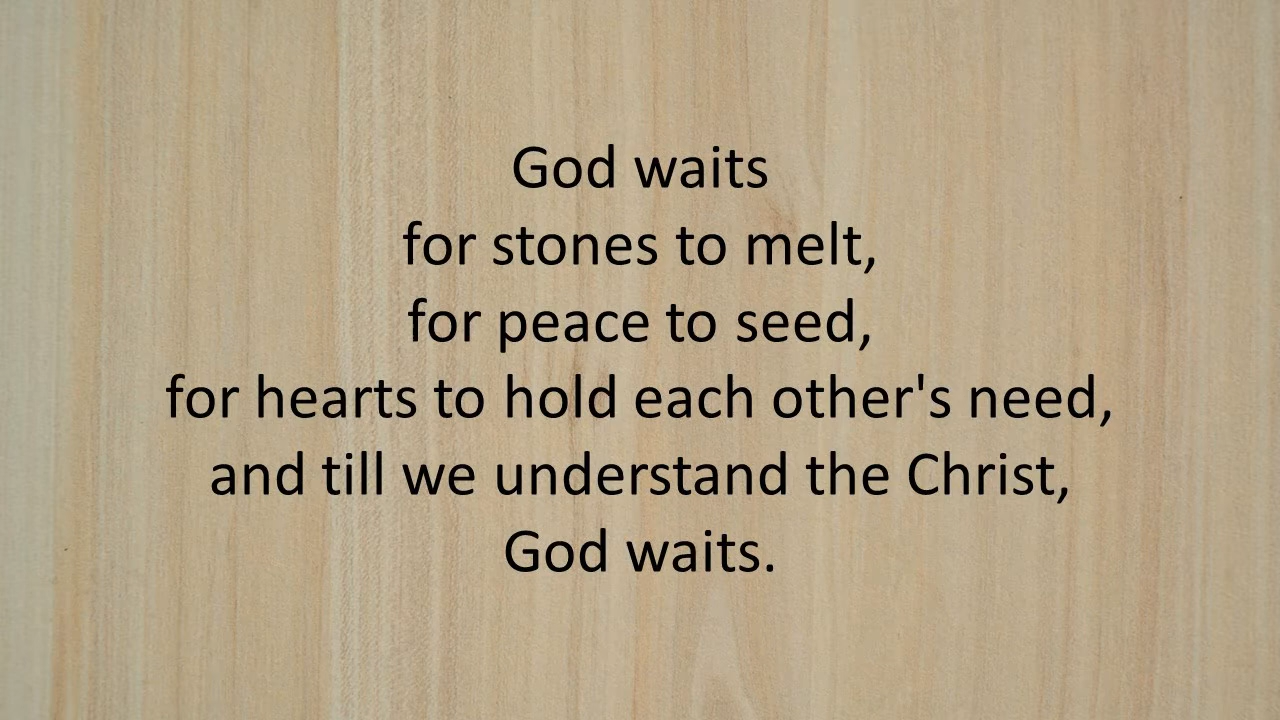 God waits
for stones to melt,
for peace to seed,
for hearts to hold each other's need,
and till we understand the Christ,
God waits.